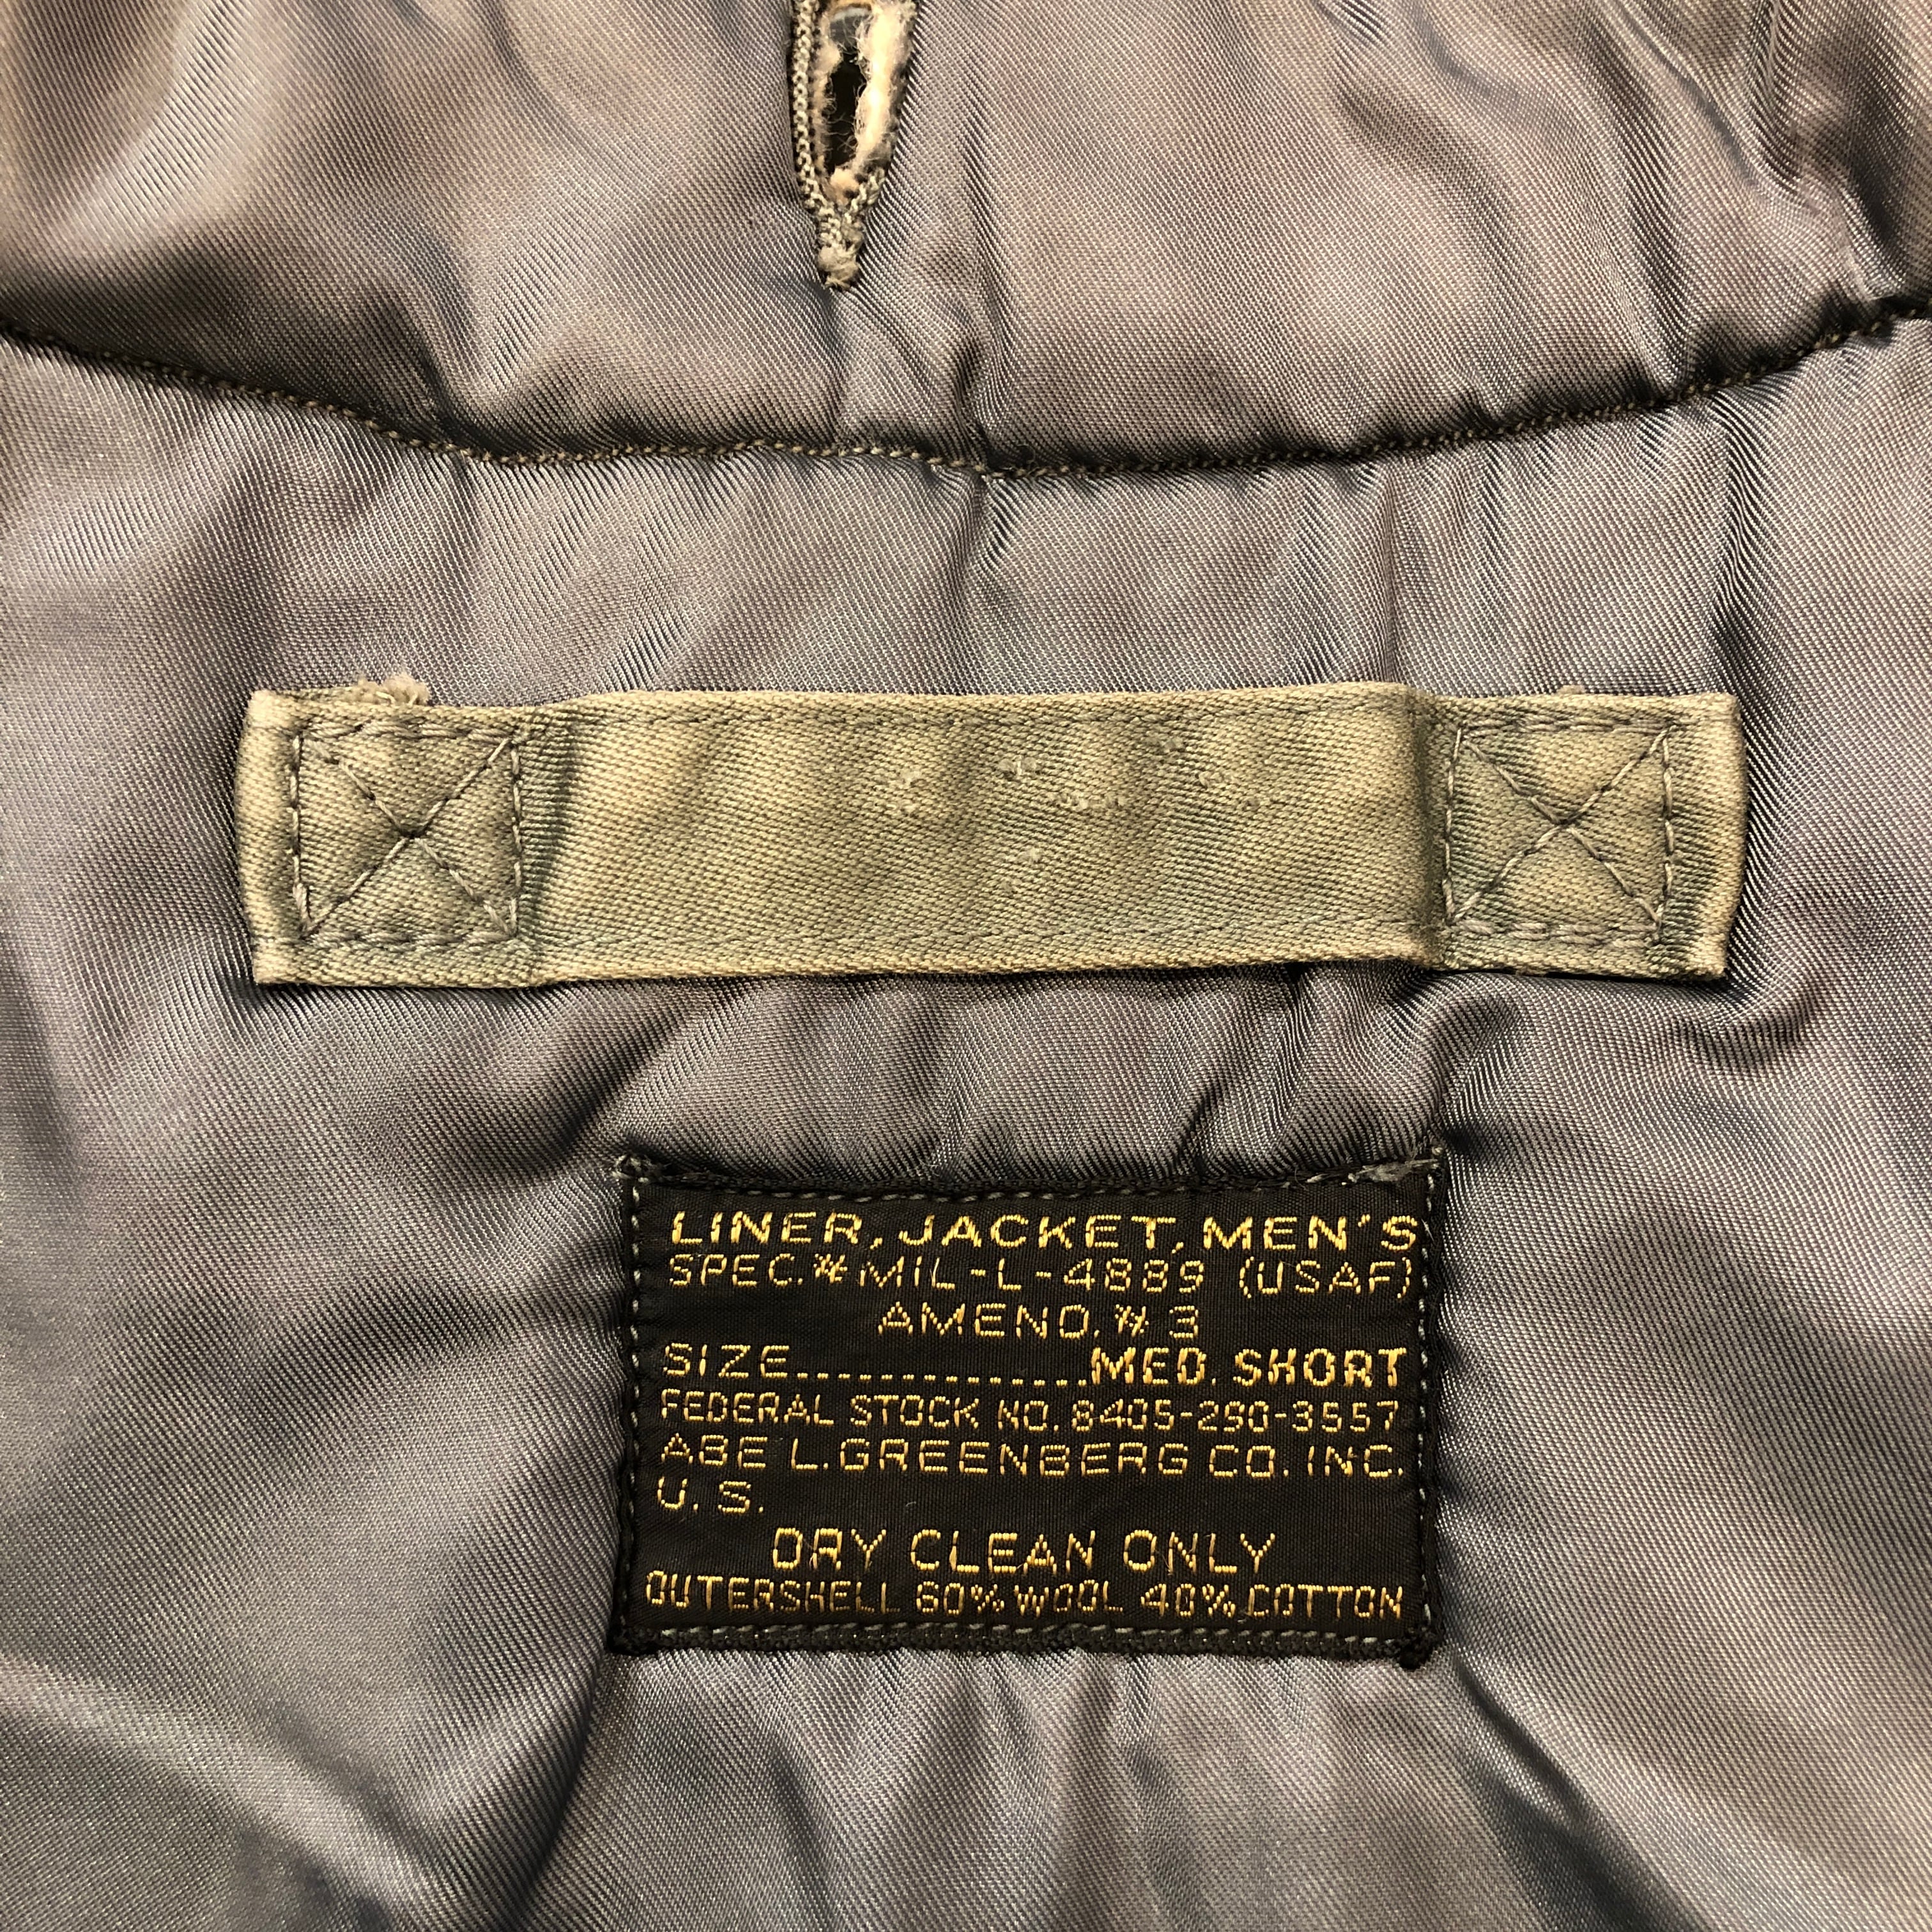 LINER, JACKET, MEN'S
SPEC.# MIL-L-4889 (USAF)
AMEND. # 3
SIZE...............MED. SHORT
FEDERAL STOCK NO. 8405-290-3557
ABE L. GREENBERG CO. INC.
U.S.
DRY CLEAN ONLY
OUTERSHELL 60% WOOL 40% COTTON